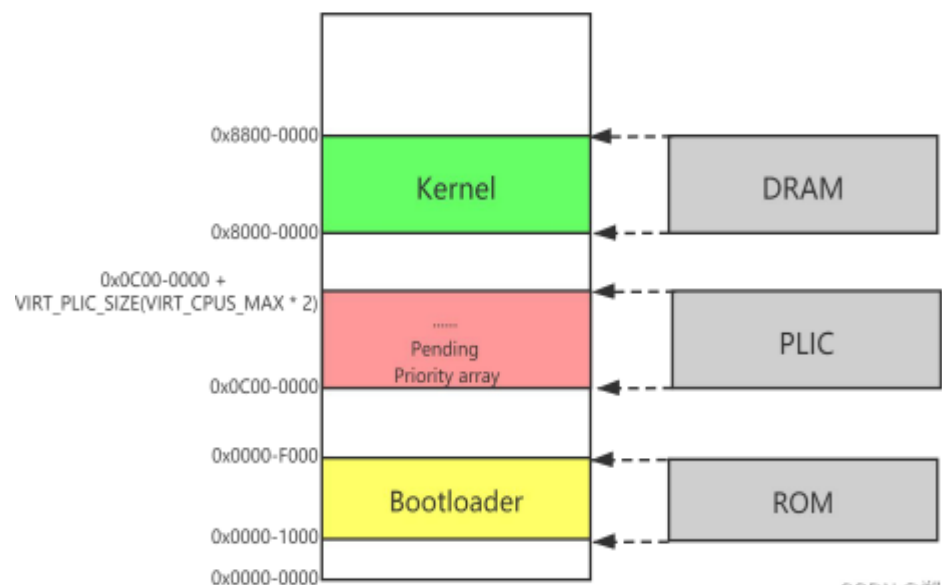 0x8800-0000
Kernel
DRAM
0x8000-0000
0x0C00-0000 +
VIRT_PLIC_SIZE(VIRT_CPUS_MAX * 2)
......
Pending
Priority array
PLIC
0x0C00-0000
0x0000-F000
Bootloader
ROM
0x0000-1000
0x0000-0000